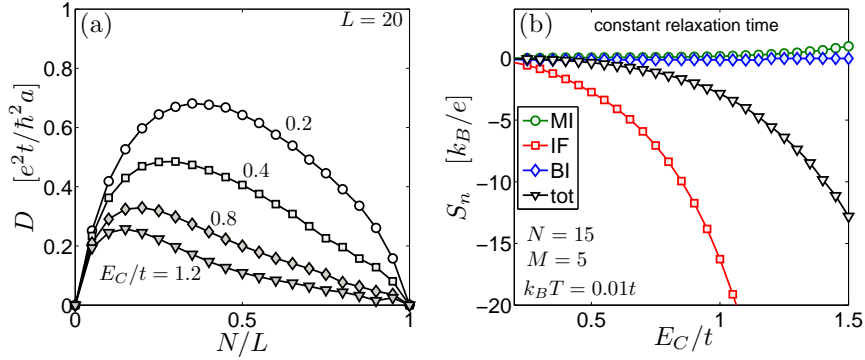 (a)
L = 20
D [e²t/ħ²a]
1
0.8
0.6
0.4
0.2
0
0.2
0.4
0.8
E_C/t = 1.2
0
0.5
1
N/L
(b)
constant relaxation time
S_n [k_B/e]
0
−5
−10
−15
−20
MI
IF
BI
tot
N = 15
M = 5
k_BT = 0.01t
0.5
1
1.5
E_C/t